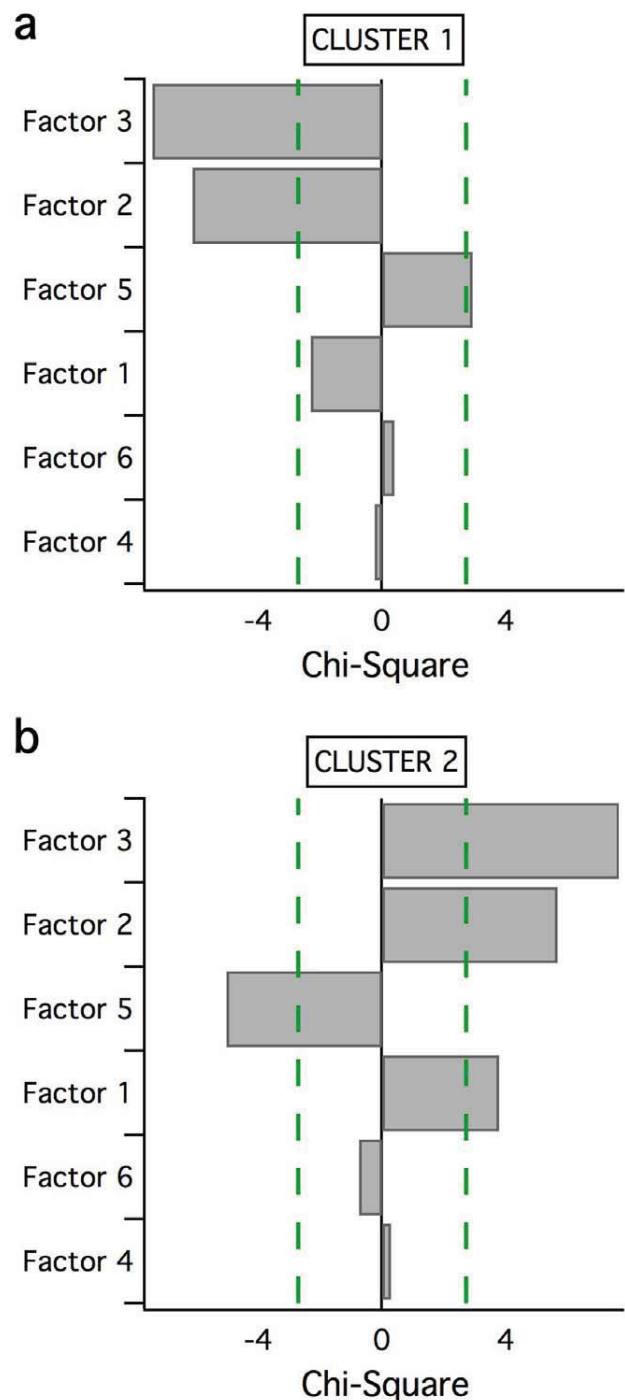 a
CLUSTER 1
Factor 3
Factor 2
Factor 5
Factor 1
Factor 6
Factor 4
-4 0 4
Chi-Square
b
CLUSTER 2
Factor 3
Factor 2
Factor 5
Factor 1
Factor 6
Factor 4
-4 0 4
Chi-Square